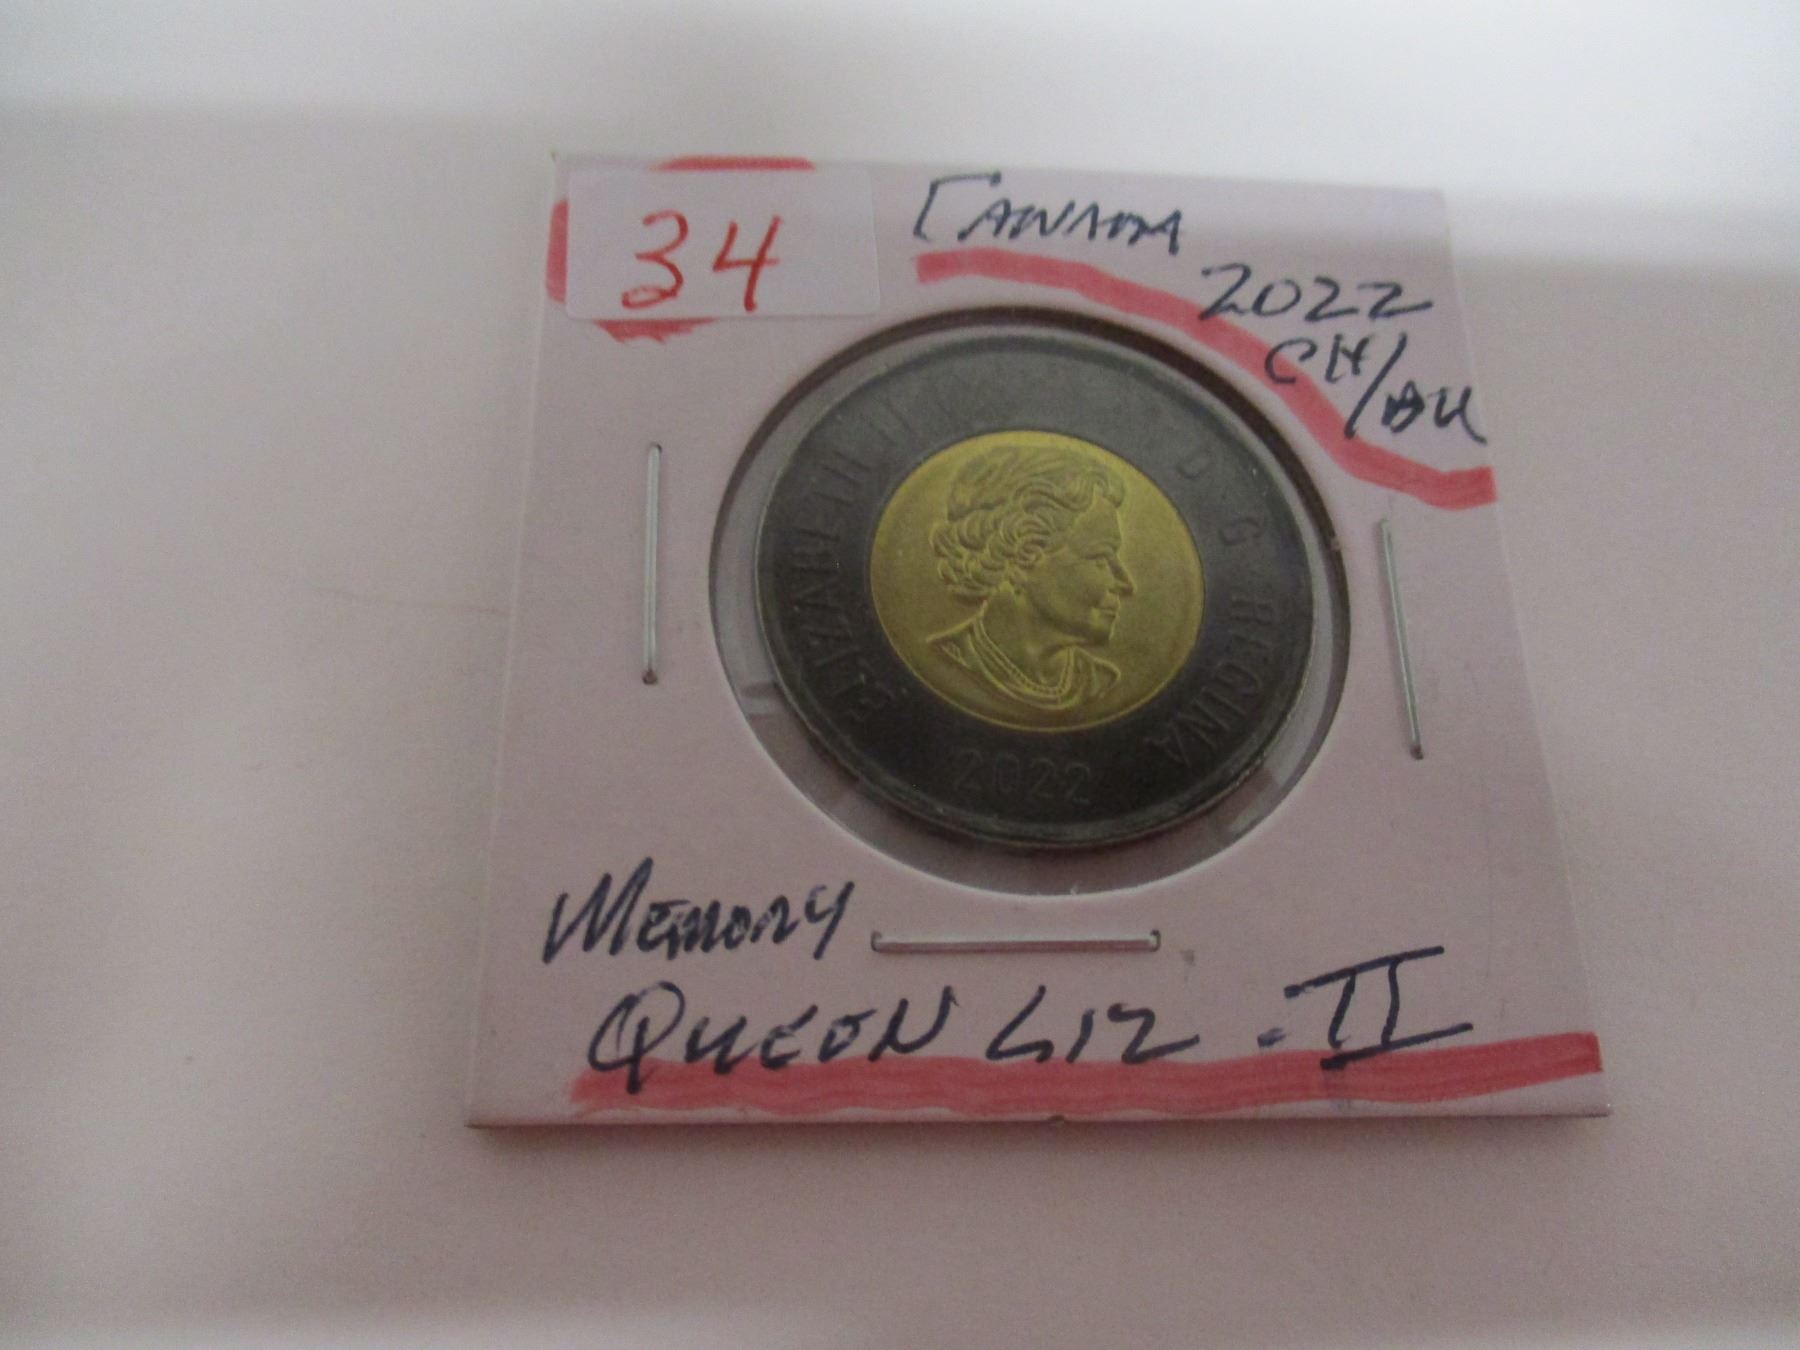 34
CANADA
2022
CH/BU
ELIZABETH II D·G·REGINA
2022
MEMORY
QUEEN LIZ - II